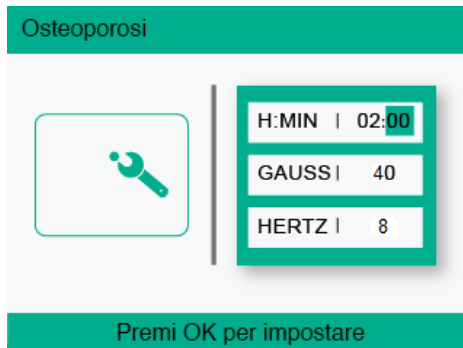 Osteoporosi
H:MIN | 02:00
GAUSS | 40
HERTZ | 8
Premi OK per impostare